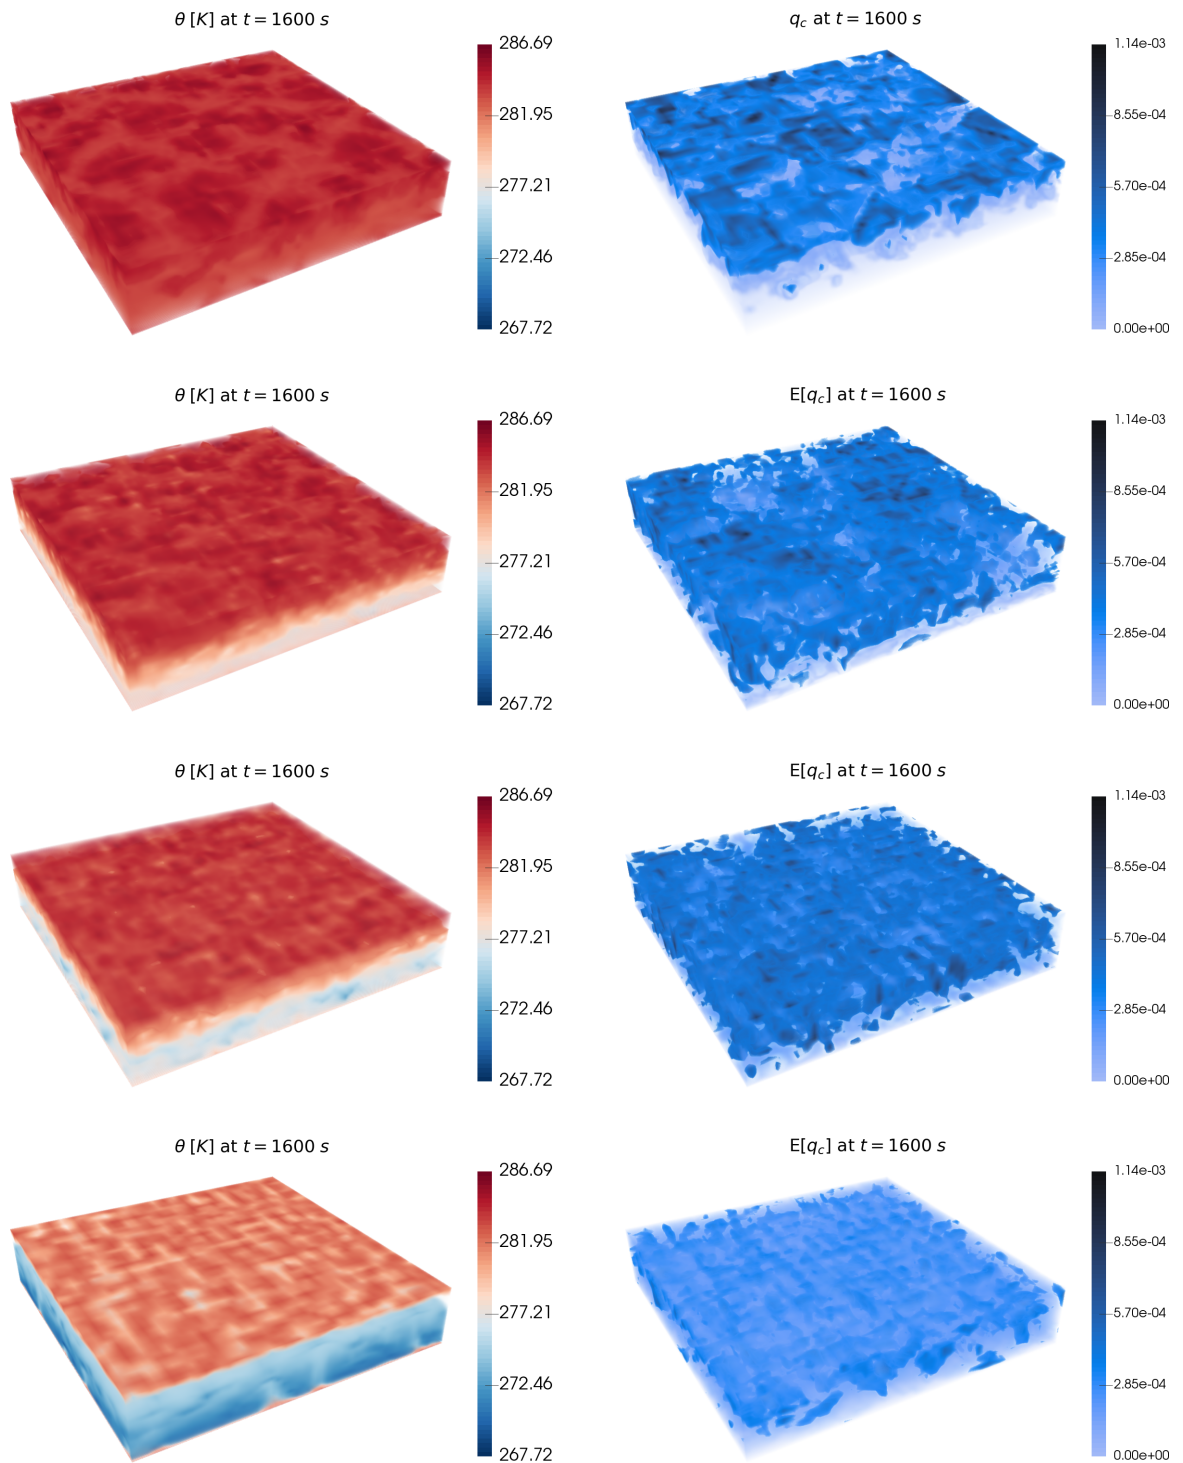 θ [K] at t = 1600 s
286.69
281.95
277.21
272.46
267.72
q_c at t = 1600 s
1.14e-03
8.55e-04
5.70e-04
2.85e-04
0.00e+00
θ [K] at t = 1600 s
286.69
281.95
277.21
272.46
267.72
E[q_c] at t = 1600 s
1.14e-03
8.55e-04
5.70e-04
2.85e-04
0.00e+00
θ [K] at t = 1600 s
286.69
281.95
277.21
272.46
267.72
E[q_c] at t = 1600 s
1.14e-03
8.55e-04
5.70e-04
2.85e-04
0.00e+00
θ [K] at t = 1600 s
286.69
281.95
277.21
272.46
267.72
E[q_c] at t = 1600 s
1.14e-03
8.55e-04
5.70e-04
2.85e-04
0.00e+00